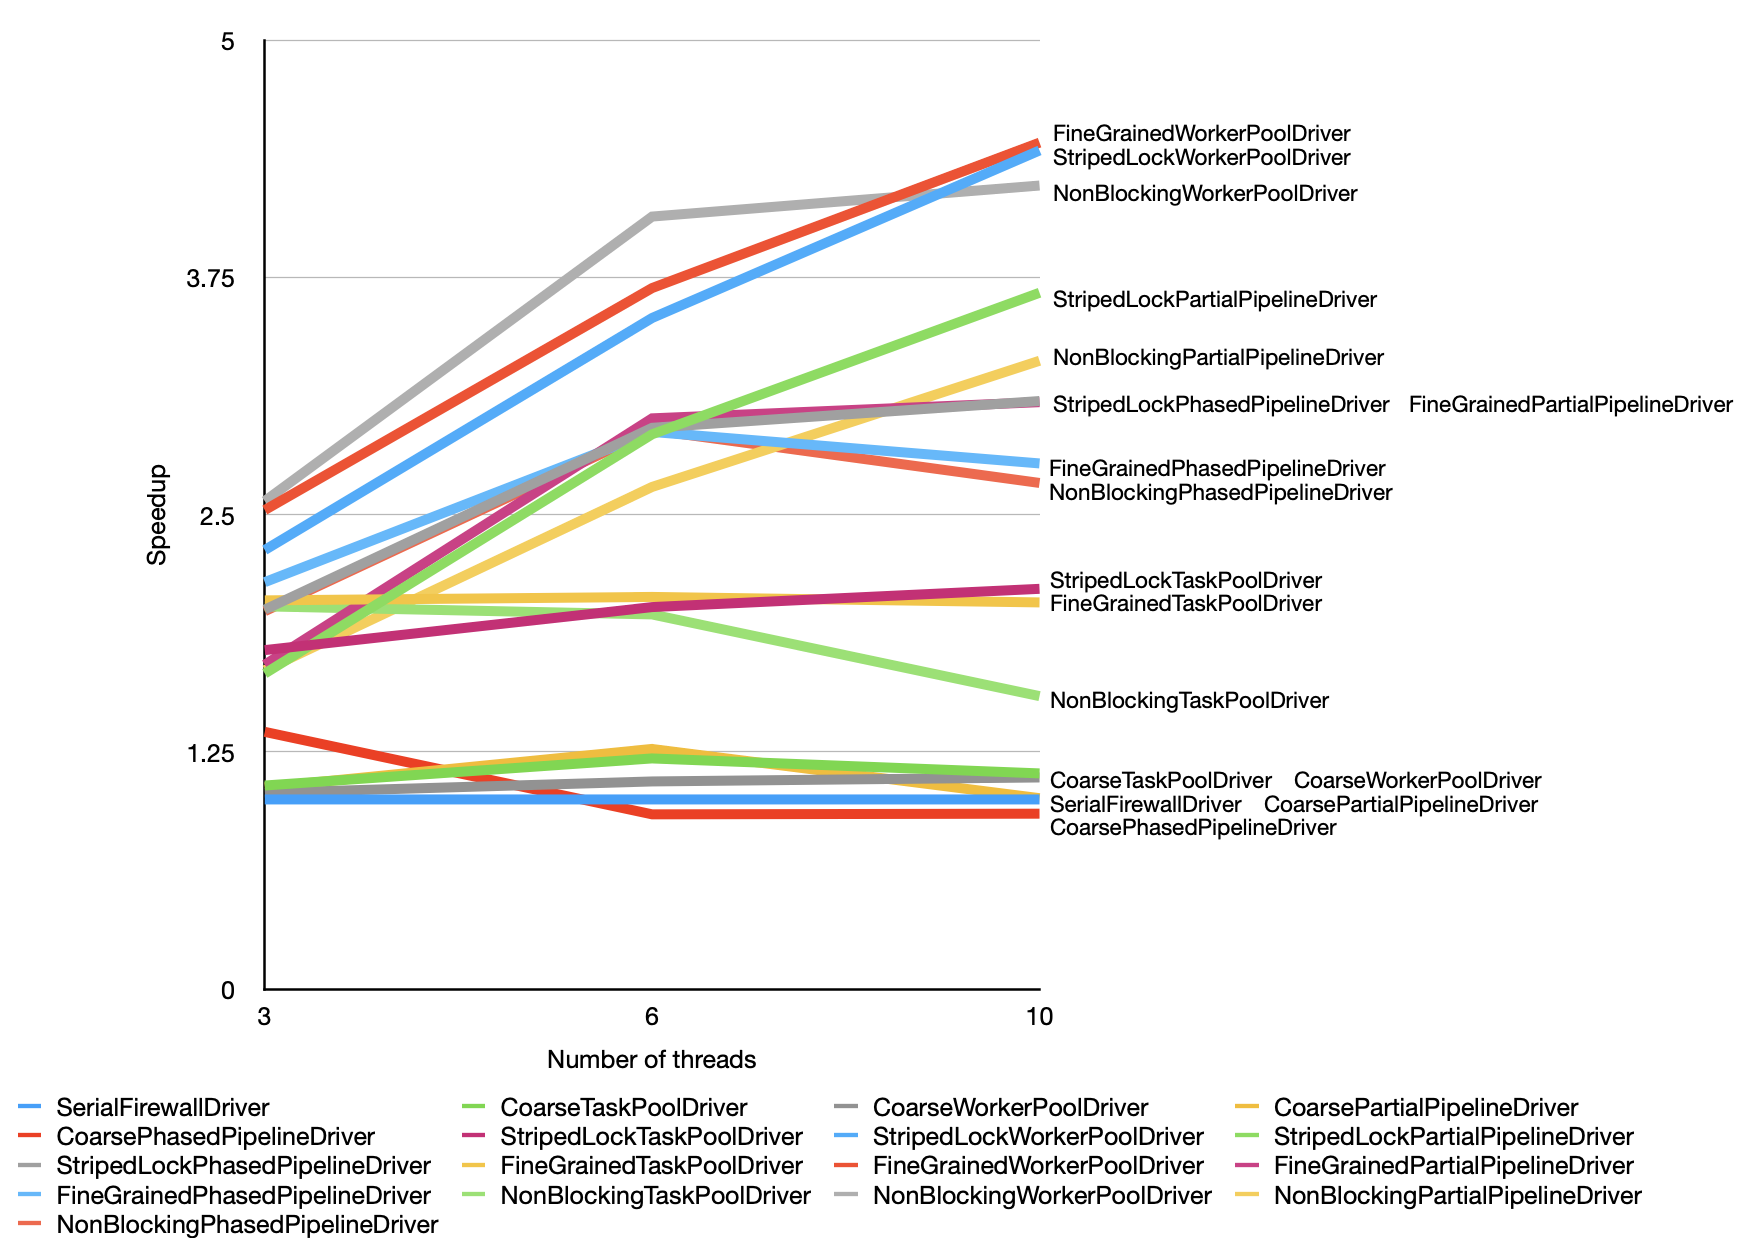 5
FineGrainedWorkerPoolDriver
StripedLockWorkerPoolDriver
NonBlockingWorkerPoolDriver
3.75
StripedLockPartialPipelineDriver
NonBlockingPartialPipelineDriver
StripedLockPhasedPipelineDriver FineGrainedPartialPipelineDriver
FineGrainedPhasedPipelineDriver
NonBlockingPhasedPipelineDriver
Speedup
2.5
StripedLockTaskPoolDriver
FineGrainedTaskPoolDriver
NonBlockingTaskPoolDriver
1.25
CoarseTaskPoolDriver CoarseWorkerPoolDriver
SerialFirewallDriver CoarsePartialPipelineDriver
CoarsePhasedPipelineDriver
0
3 6 10
Number of threads
SerialFirewallDriver CoarseTaskPoolDriver CoarseWorkerPoolDriver CoarsePartialPipelineDriver
CoarsePhasedPipelineDriver StripedLockTaskPoolDriver StripedLockWorkerPoolDriver StripedLockPartialPipelineDriver
StripedLockPhasedPipelineDriver FineGrainedTaskPoolDriver FineGrainedWorkerPoolDriver FineGrainedPartialPipelineDriver
FineGrainedPhasedPipelineDriver NonBlockingTaskPoolDriver NonBlockingWorkerPoolDriver NonBlockingPartialPipelineDriver
NonBlockingPhasedPipelineDriver